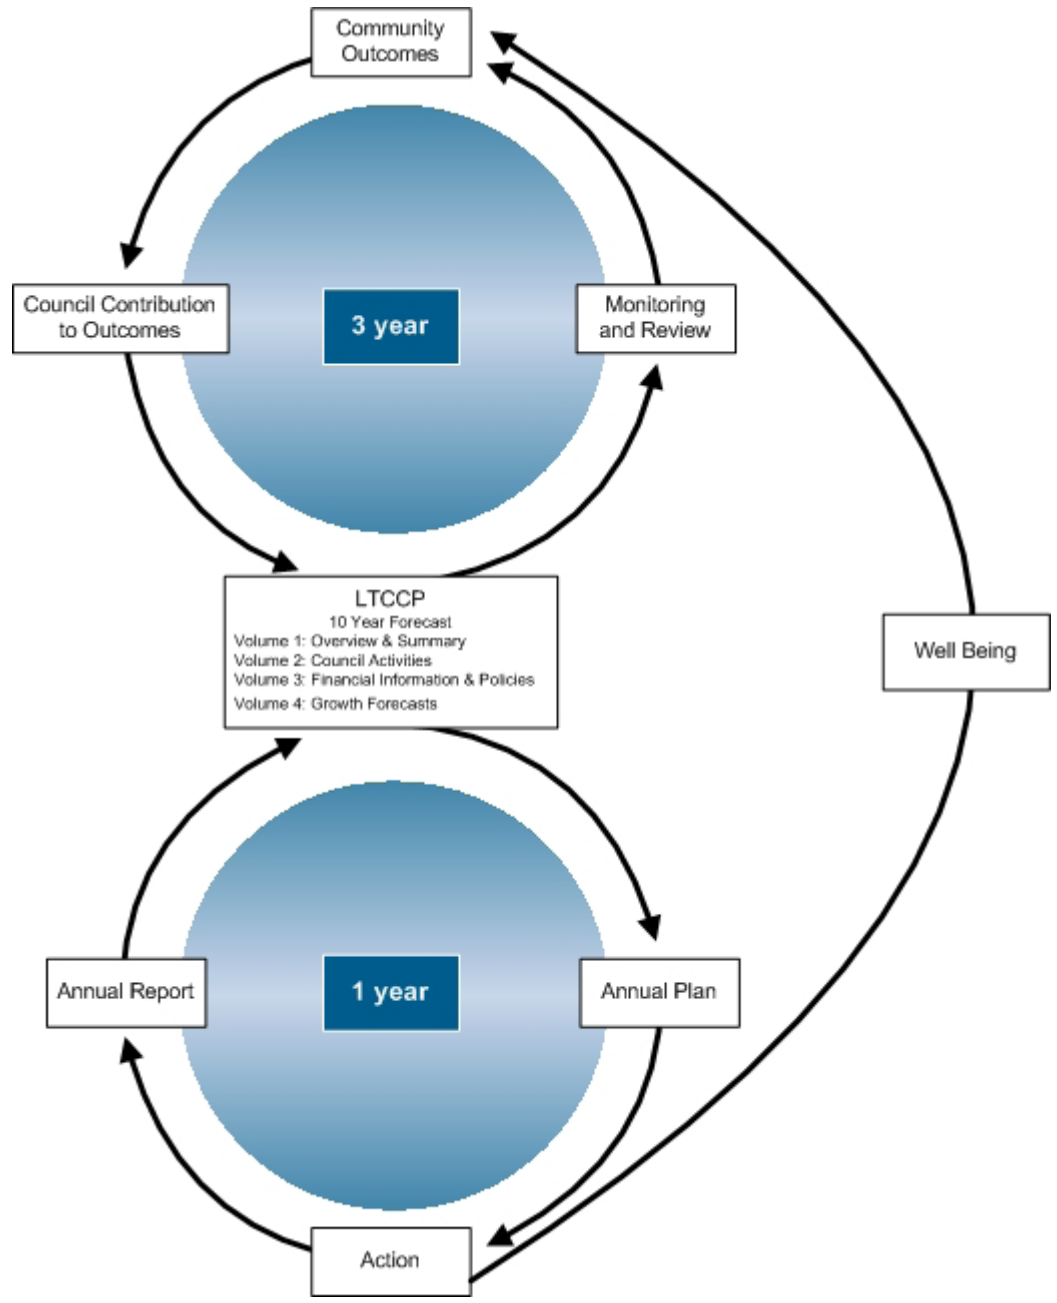 Community
Outcomes
Council Contribution
to Outcomes
3 year
Monitoring
and Review
LTCCP
10 Year Forecast
Volume 1: Overview & Summary
Volume 2: Council Activities
Volume 3: Financial Information & Policies
Volume 4: Growth Forecasts
Well Being
Annual Report
1 year
Annual Plan
Action